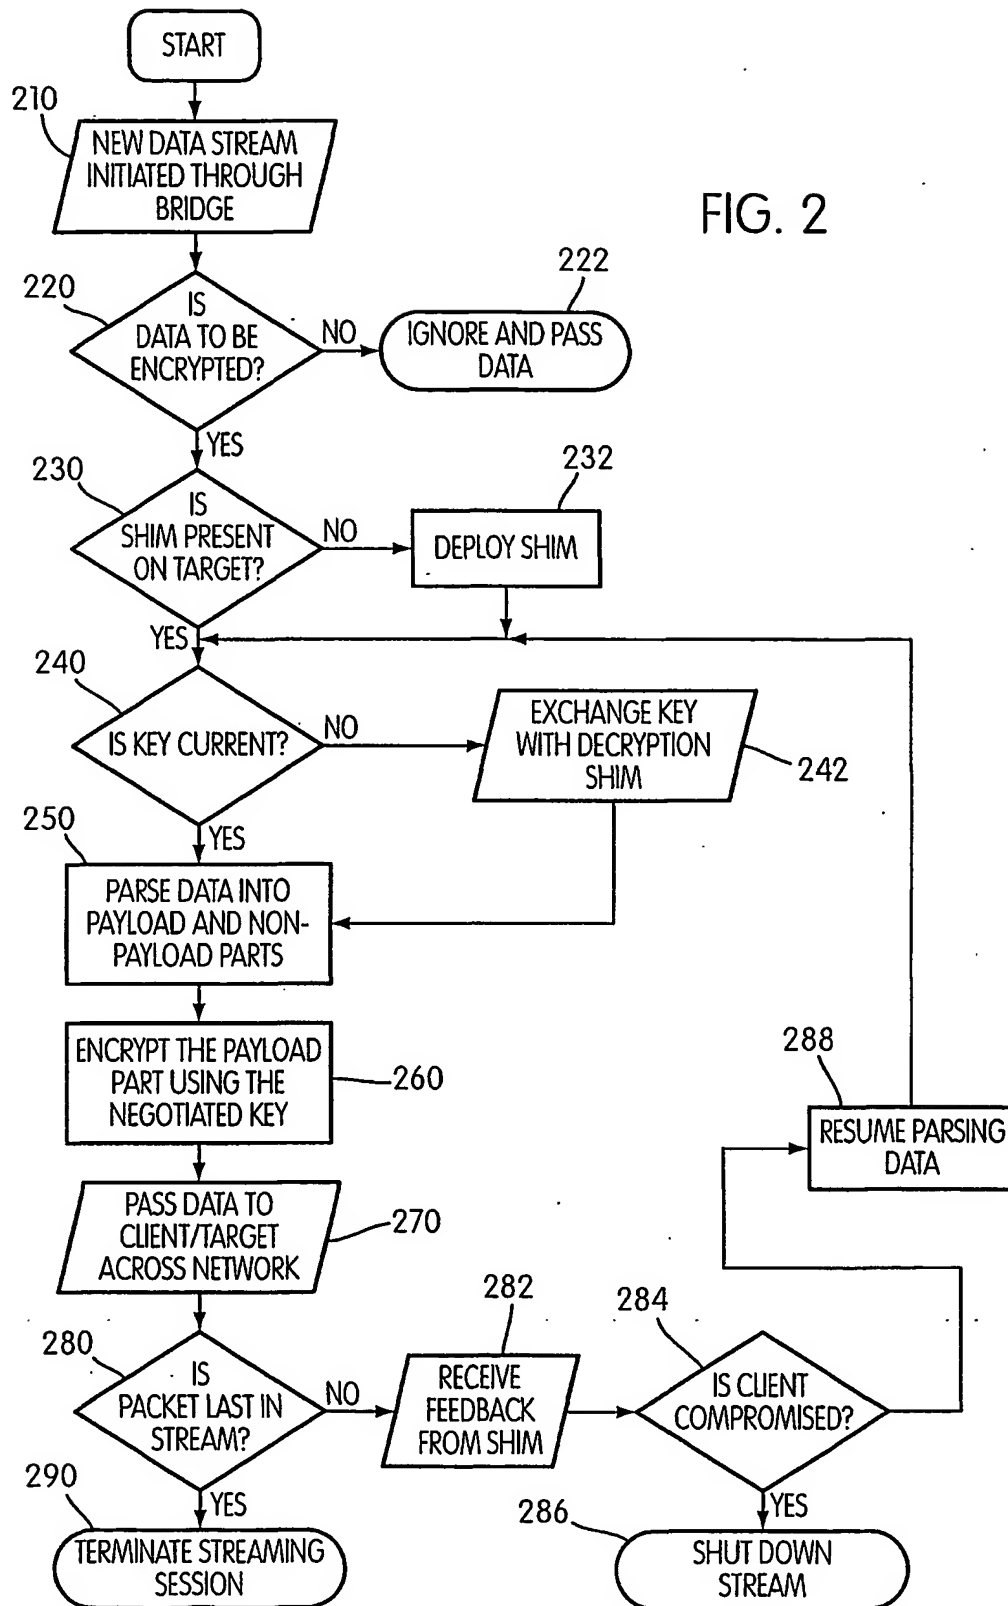 START
210
NEW DATA STREAM
INITIATED THROUGH
BRIDGE
FIG. 2
220
IS
DATA TO BE
ENCRYPTED?
NO
222
IGNORE AND PASS
DATA
YES
230
IS
SHIM PRESENT
ON TARGET?
NO
232
DEPLOY SHIM
YES
240
IS KEY CURRENT?
NO
EXCHANGE KEY
WITH DECRYPTION
SHIM
242
YES
250
PARSE DATA INTO
PAYLOAD AND NON-
PAYLOAD PARTS
ENCRYPT THE PAYLOAD
PART USING THE
NEGOTIATED KEY
260
288
RESUME PARSING
DATA
PASS DATA TO
CLIENT/TARGET
ACROSS NETWORK
270
280
IS
PACKET LAST IN
STREAM?
NO
282
RECEIVE
FEEDBACK
FROM SHIM
284
IS CLIENT
COMPROMISED?
YES
290
TERMINATE STREAMING
SESSION
YES
286
SHUT DOWN
STREAM